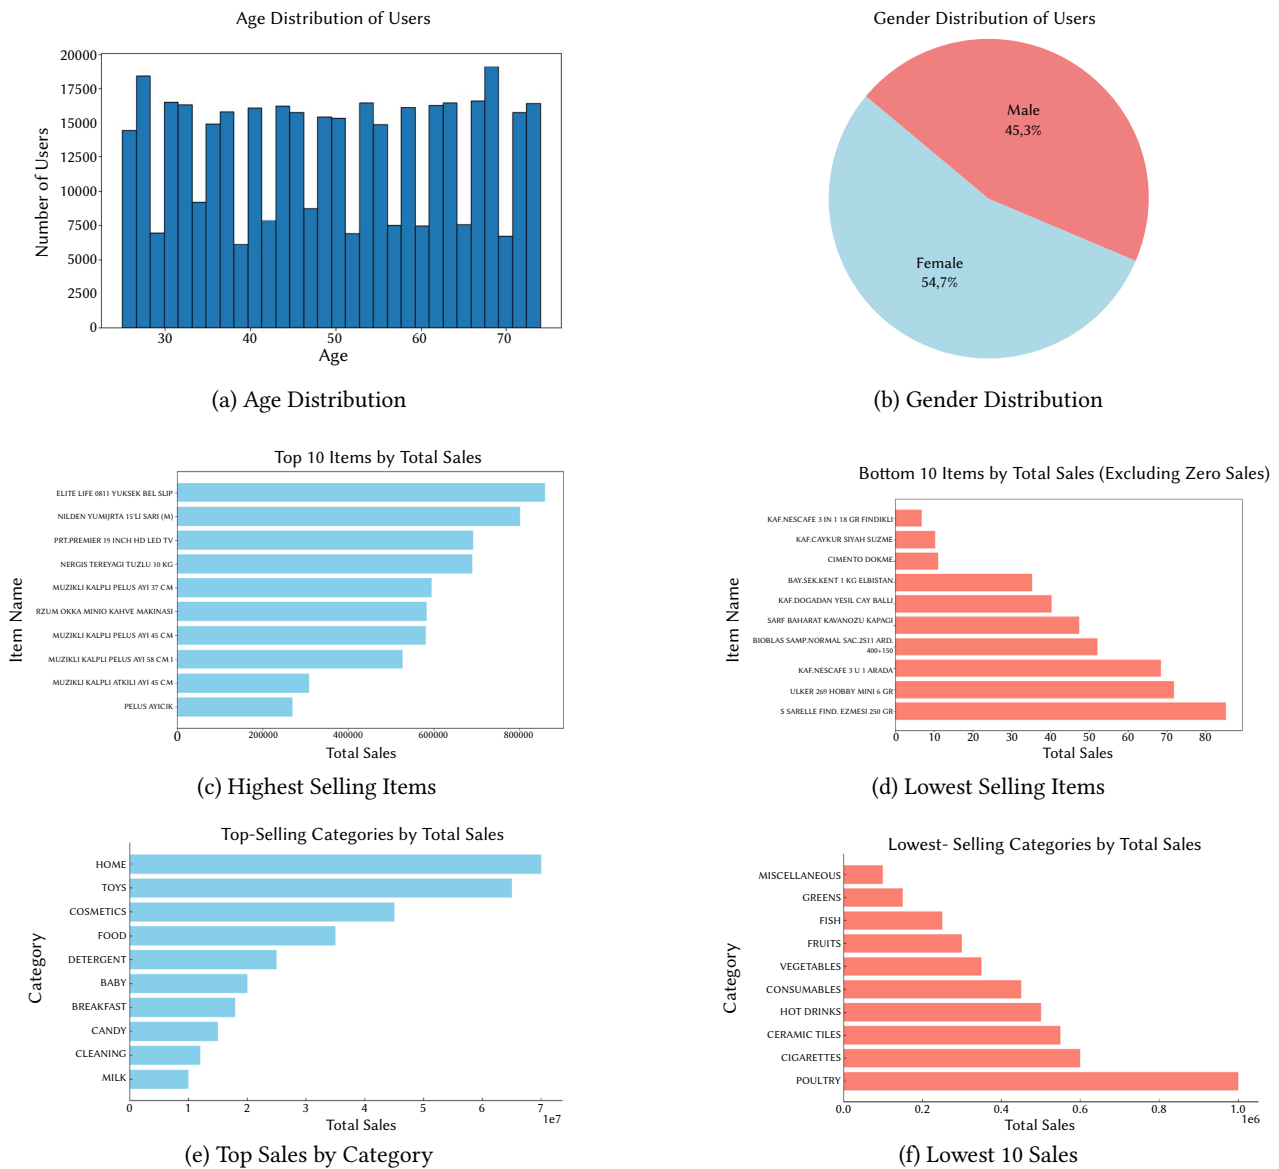 Age Distribution of Users
20000
17500
15000
12500
10000
7500
5000
2500
0
Number of Users
30 40 50 60 70
Age
(a) Age Distribution
Gender Distribution of Users
Male
45,3%
Female
54,7%
(b) Gender Distribution
Top 10 Items by Total Sales
Item Name
ELITE LIFE 0811 YUKSEK BEL SLIP
NILDEN YUMIJRTA 15'LI SARI (M)
PRT.PREMIER 19 INCH HD LED TV
NERGIS TEREYAGI TUZLU 10 KG
MUZIKLI KALPLI PELUS AYI 37 CM
RZUM OKKA MINIO KAHVE MAKINASI
MUZIKLI KALPLI PELUS AYI 45 CM
MUZIKLI KALPLI PELUS AYI 58 CM I
MUZIKLI KALPLI ATKILI AYI 45 CM
PELUS AYICIK
0 200000 400000 600000 800000
Total Sales
(c) Highest Selling Items
Bottom 10 Items by Total Sales (Excluding Zero Sales)
Item Name
KAF.NESCAFE 3 IN 1 18 GR FINDIKLI
KAF.CAYKUR SIYAH SUZME
CIMENTO DOKME
BAY.SEK.KENT 1 KG ELBISTAN
KAF.DOGADAN YESIL CAY BALLI
SARF BAHARAT KAVANOZU KAPAGI
BIOBLAS SAMP.NORMAL SAC.2S11 ARD.
400+150
KAF.NESCAFE 3 U 1 ARADA
ULKER 269 HOBBY MINI 6 GR
S SARELLE FIND. EZMESI 250 GR
0 10 20 30 40 50 60 70 80
Total Sales
(d) Lowest Selling Items
Top-Selling Categories by Total Sales
Category
HOME
TOYS
COSMETICS
FOOD
DETERGENT
BABY
BREAKFAST
CANDY
CLEANING
MILK
0 1 2 3 4 5 6 7
1e7
Total Sales
(e) Top Sales by Category
Lowest- Selling Categories by Total Sales
Category
MISCELLANEOUS
GREENS
FISH
FRUITS
VEGETABLES
CONSUMABLES
HOT DRINKS
CERAMIC TILES
CIGARETTES
POULTRY
0.0 0.2 0.4 0.6 0.8 1.0
1e6
Total Sales
(f) Lowest 10 Sales